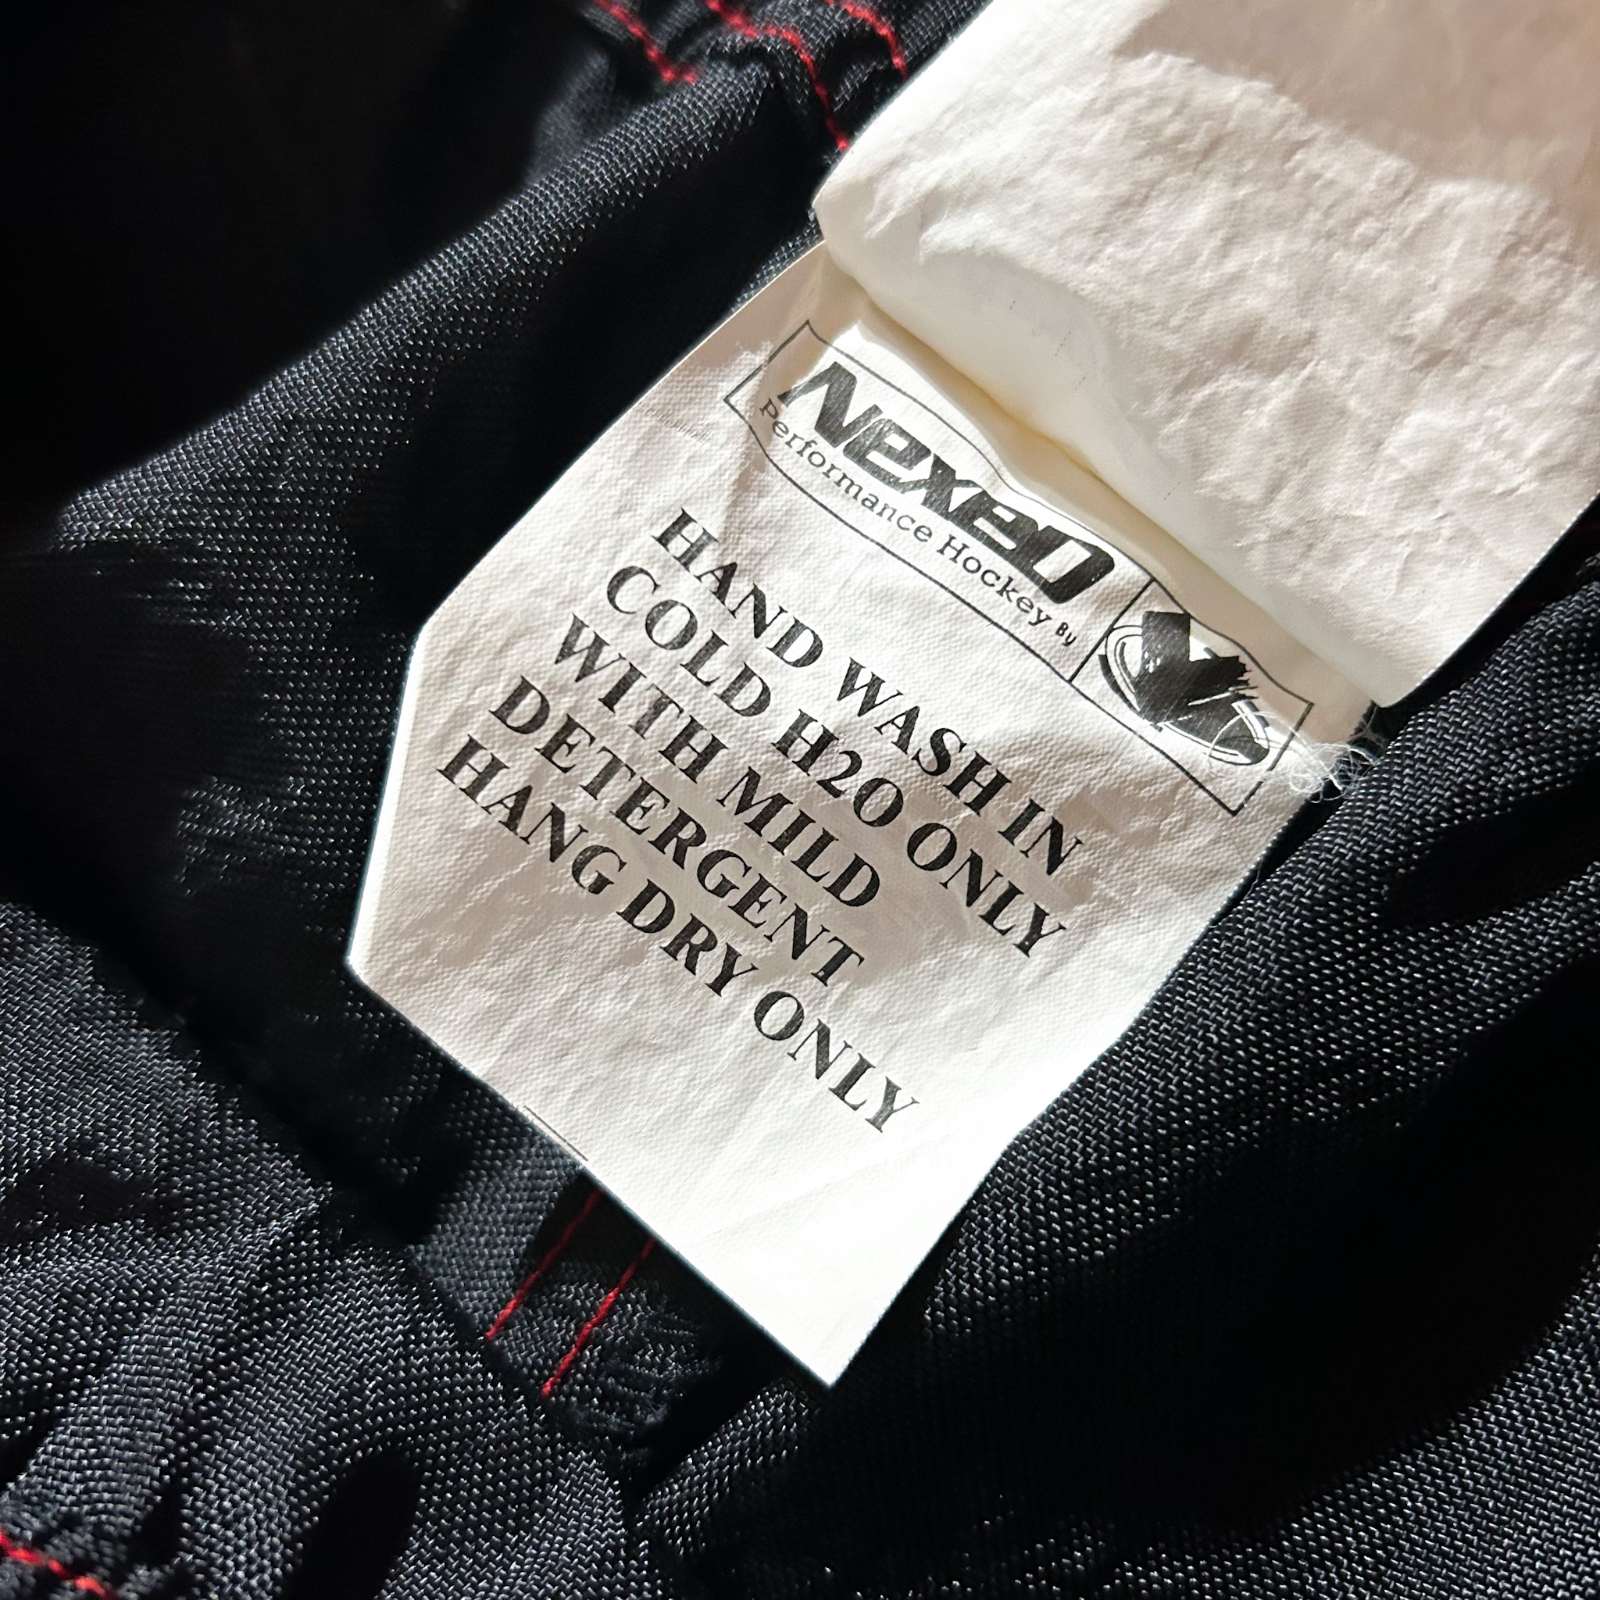 Nexed
Performance Hockey By
V
HAND WASH IN
COLD H2O ONLY
WITH MILD
DETERGENT
HANG DRY ONLY